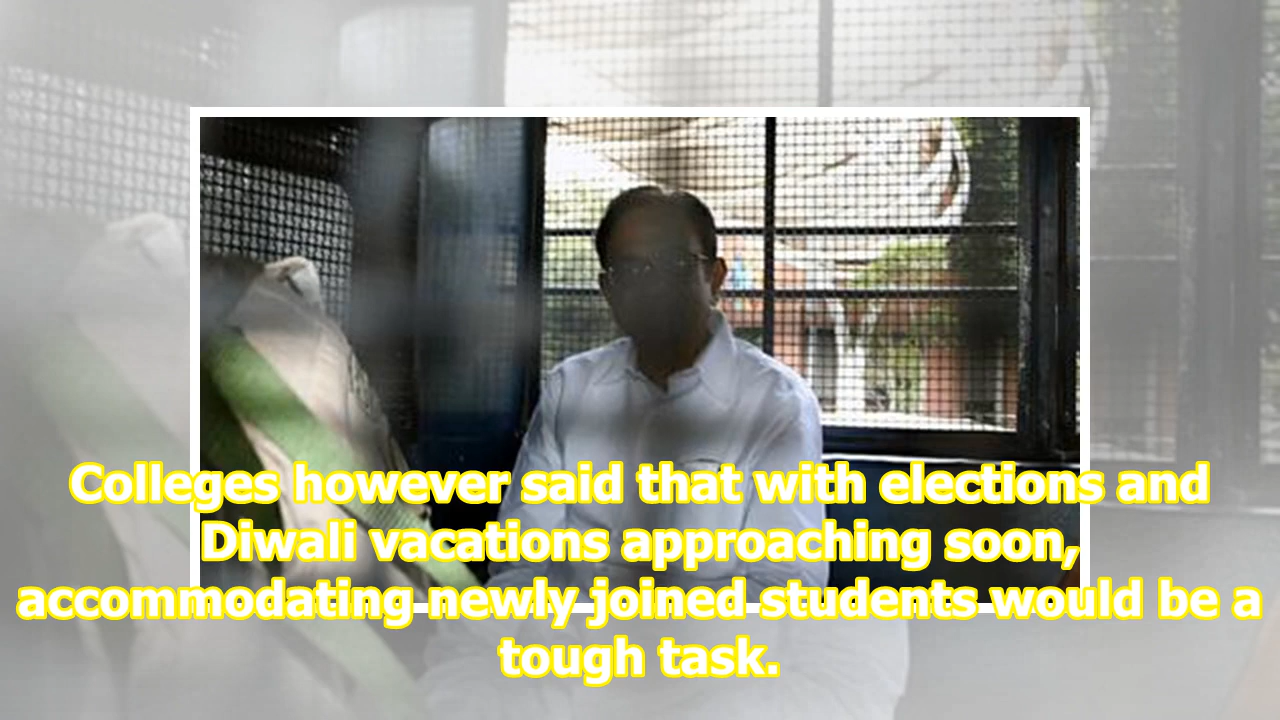 Colleges however said that with elections and
Diwali vacations approaching soon,
accommodating newly joined students would be a
tough task.